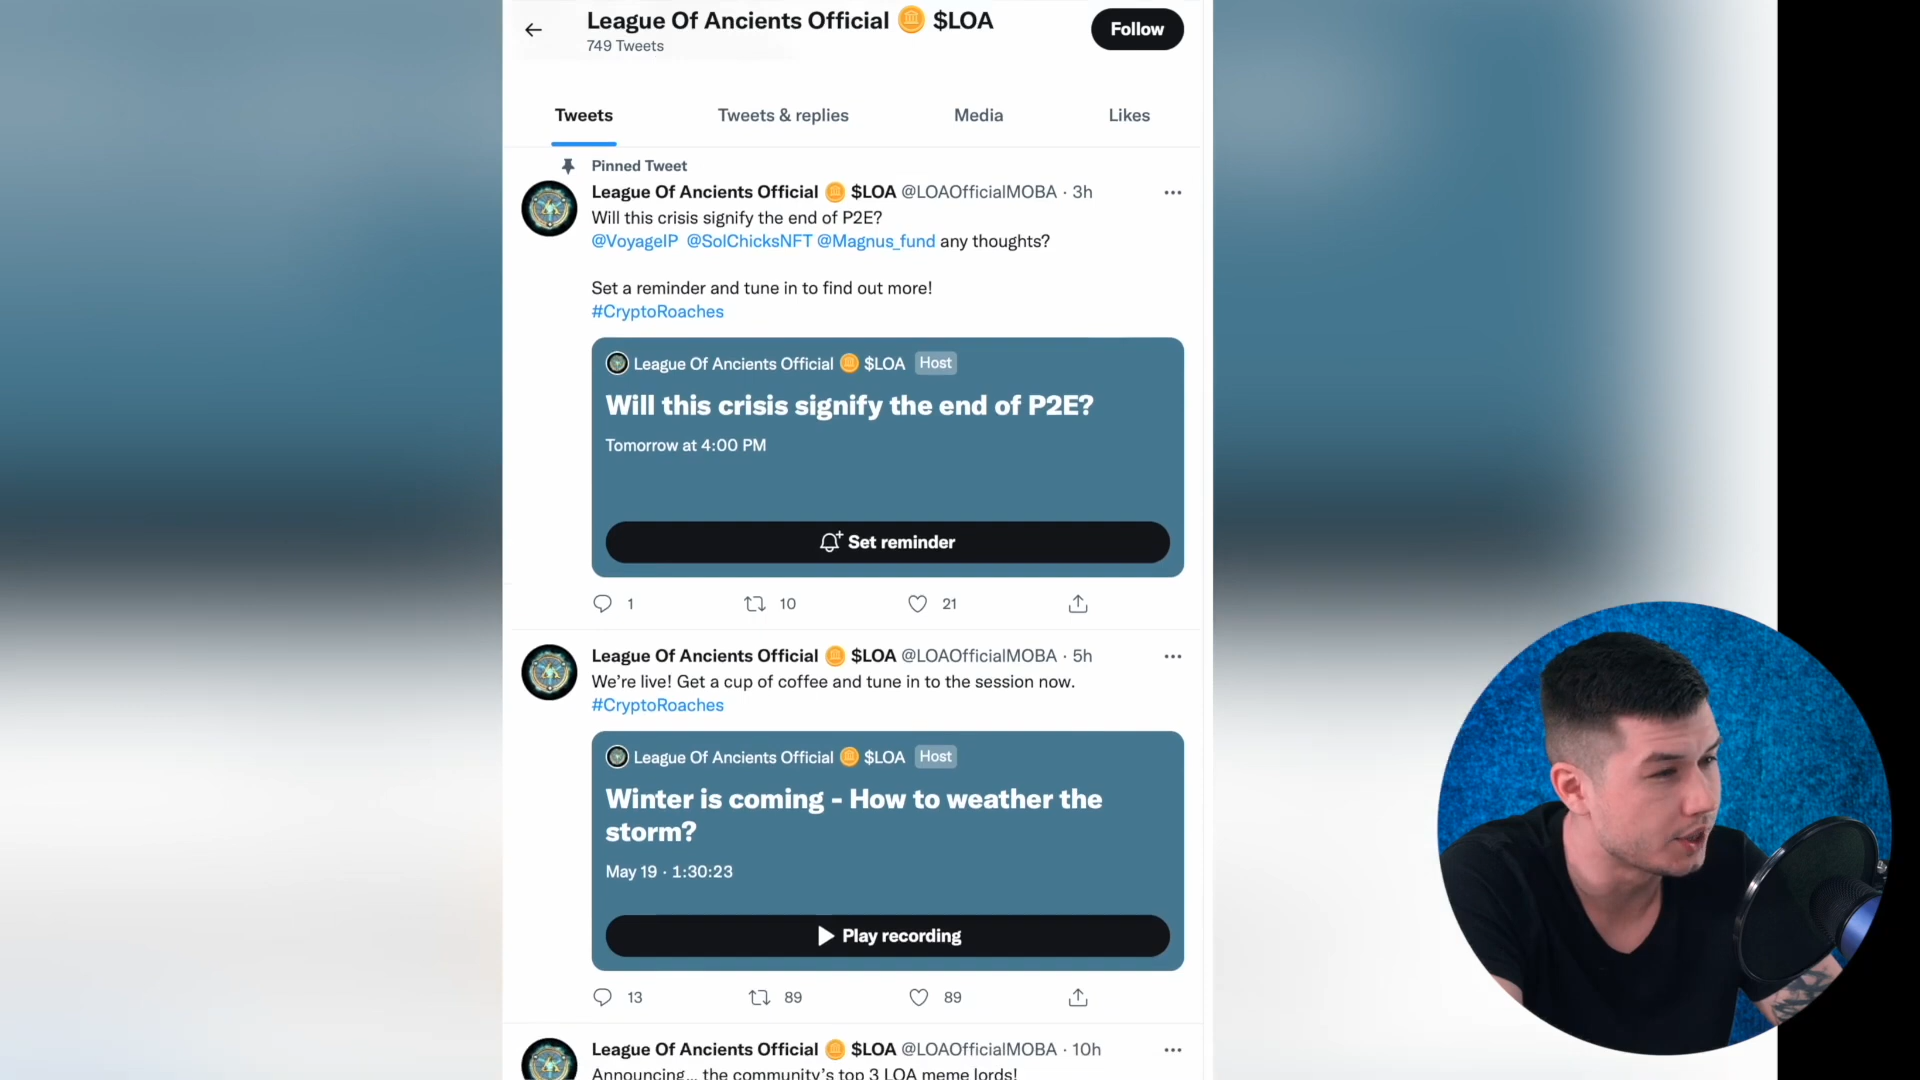 League Of Ancients Official $LOA
749 Tweets
Follow
Tweets
Tweets & replies
Media
Likes
Pinned Tweet
League Of Ancients Official $LOA @LOAOfficialMOBA · 3h
Will this crisis signify the end of P2E?
@VoyageIP @SolChicksNFT @Magnus_fund any thoughts?
Set a reminder and tune in to find out more!
#CryptoRoaches
League Of Ancients Official $LOA Host
Will this crisis signify the end of P2E?
Tomorrow at 4:00 PM
Set reminder
1 10 21
League Of Ancients Official $LOA @LOAOfficialMOBA · 5h
We’re live! Get a cup of coffee and tune in to the session now.
#CryptoRoaches
League Of Ancients Official $LOA Host
Winter is coming - How to weather the
storm?
May 19 · 1:30:23
Play recording
13 89 89
League Of Ancients Official $LOA @LOAOfficialMOBA · 10h
Announcing... the community’s top 3 LOA meme lords!